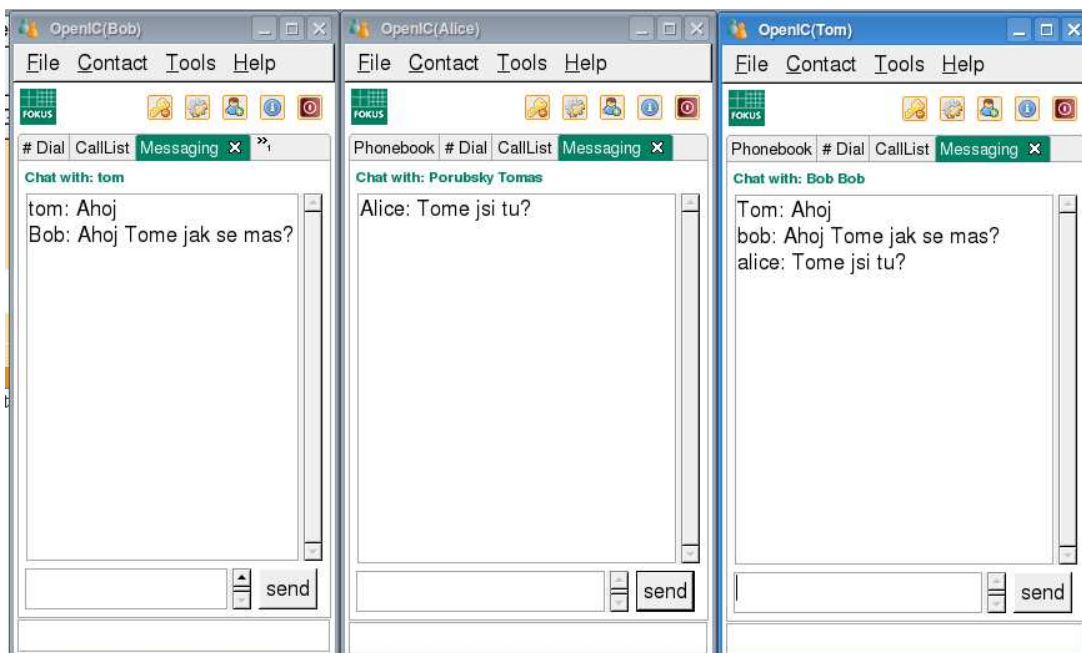 OpenIC(Bob)
File Contact Tools Help
FOKUS
# Dial CallList Messaging
Chat with: tom
tom: Ahoj
Bob: Ahoj Tome jak se mas?
send
OpenIC(Alice)
File Contact Tools Help
FOKUS
Phonebook # Dial CallList Messaging
Chat with: Porubsky Tomas
Alice: Tome jsi tu?
send
OpenIC(Tom)
File Contact Tools Help
FOKUS
Phonebook # Dial CallList Messaging
Chat with: Bob Bob
Tom: Ahoj
bob: Ahoj Tome jak se mas?
alice: Tome jsi tu?
send